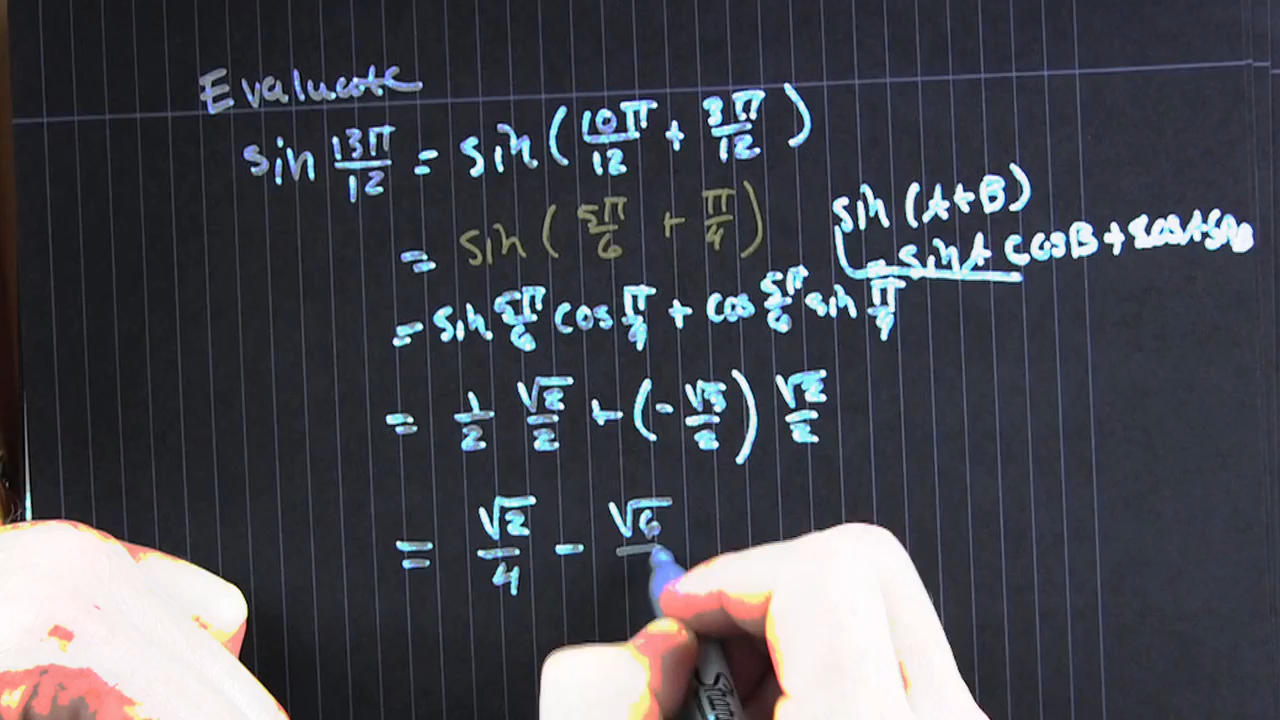 Evaluate
sin 13π/12 = sin ( 10π/12 + 3π/12 )
= sin ( 5π/6 + π/4 )
sin (A+B)
= sinA cosB + cosA sinB
= sin 5π/6 cos π/4 + cos 5π/6 sin π/4
= 1/2 √2/2 + (-√3/2) √2/2
= √2/4 - √6